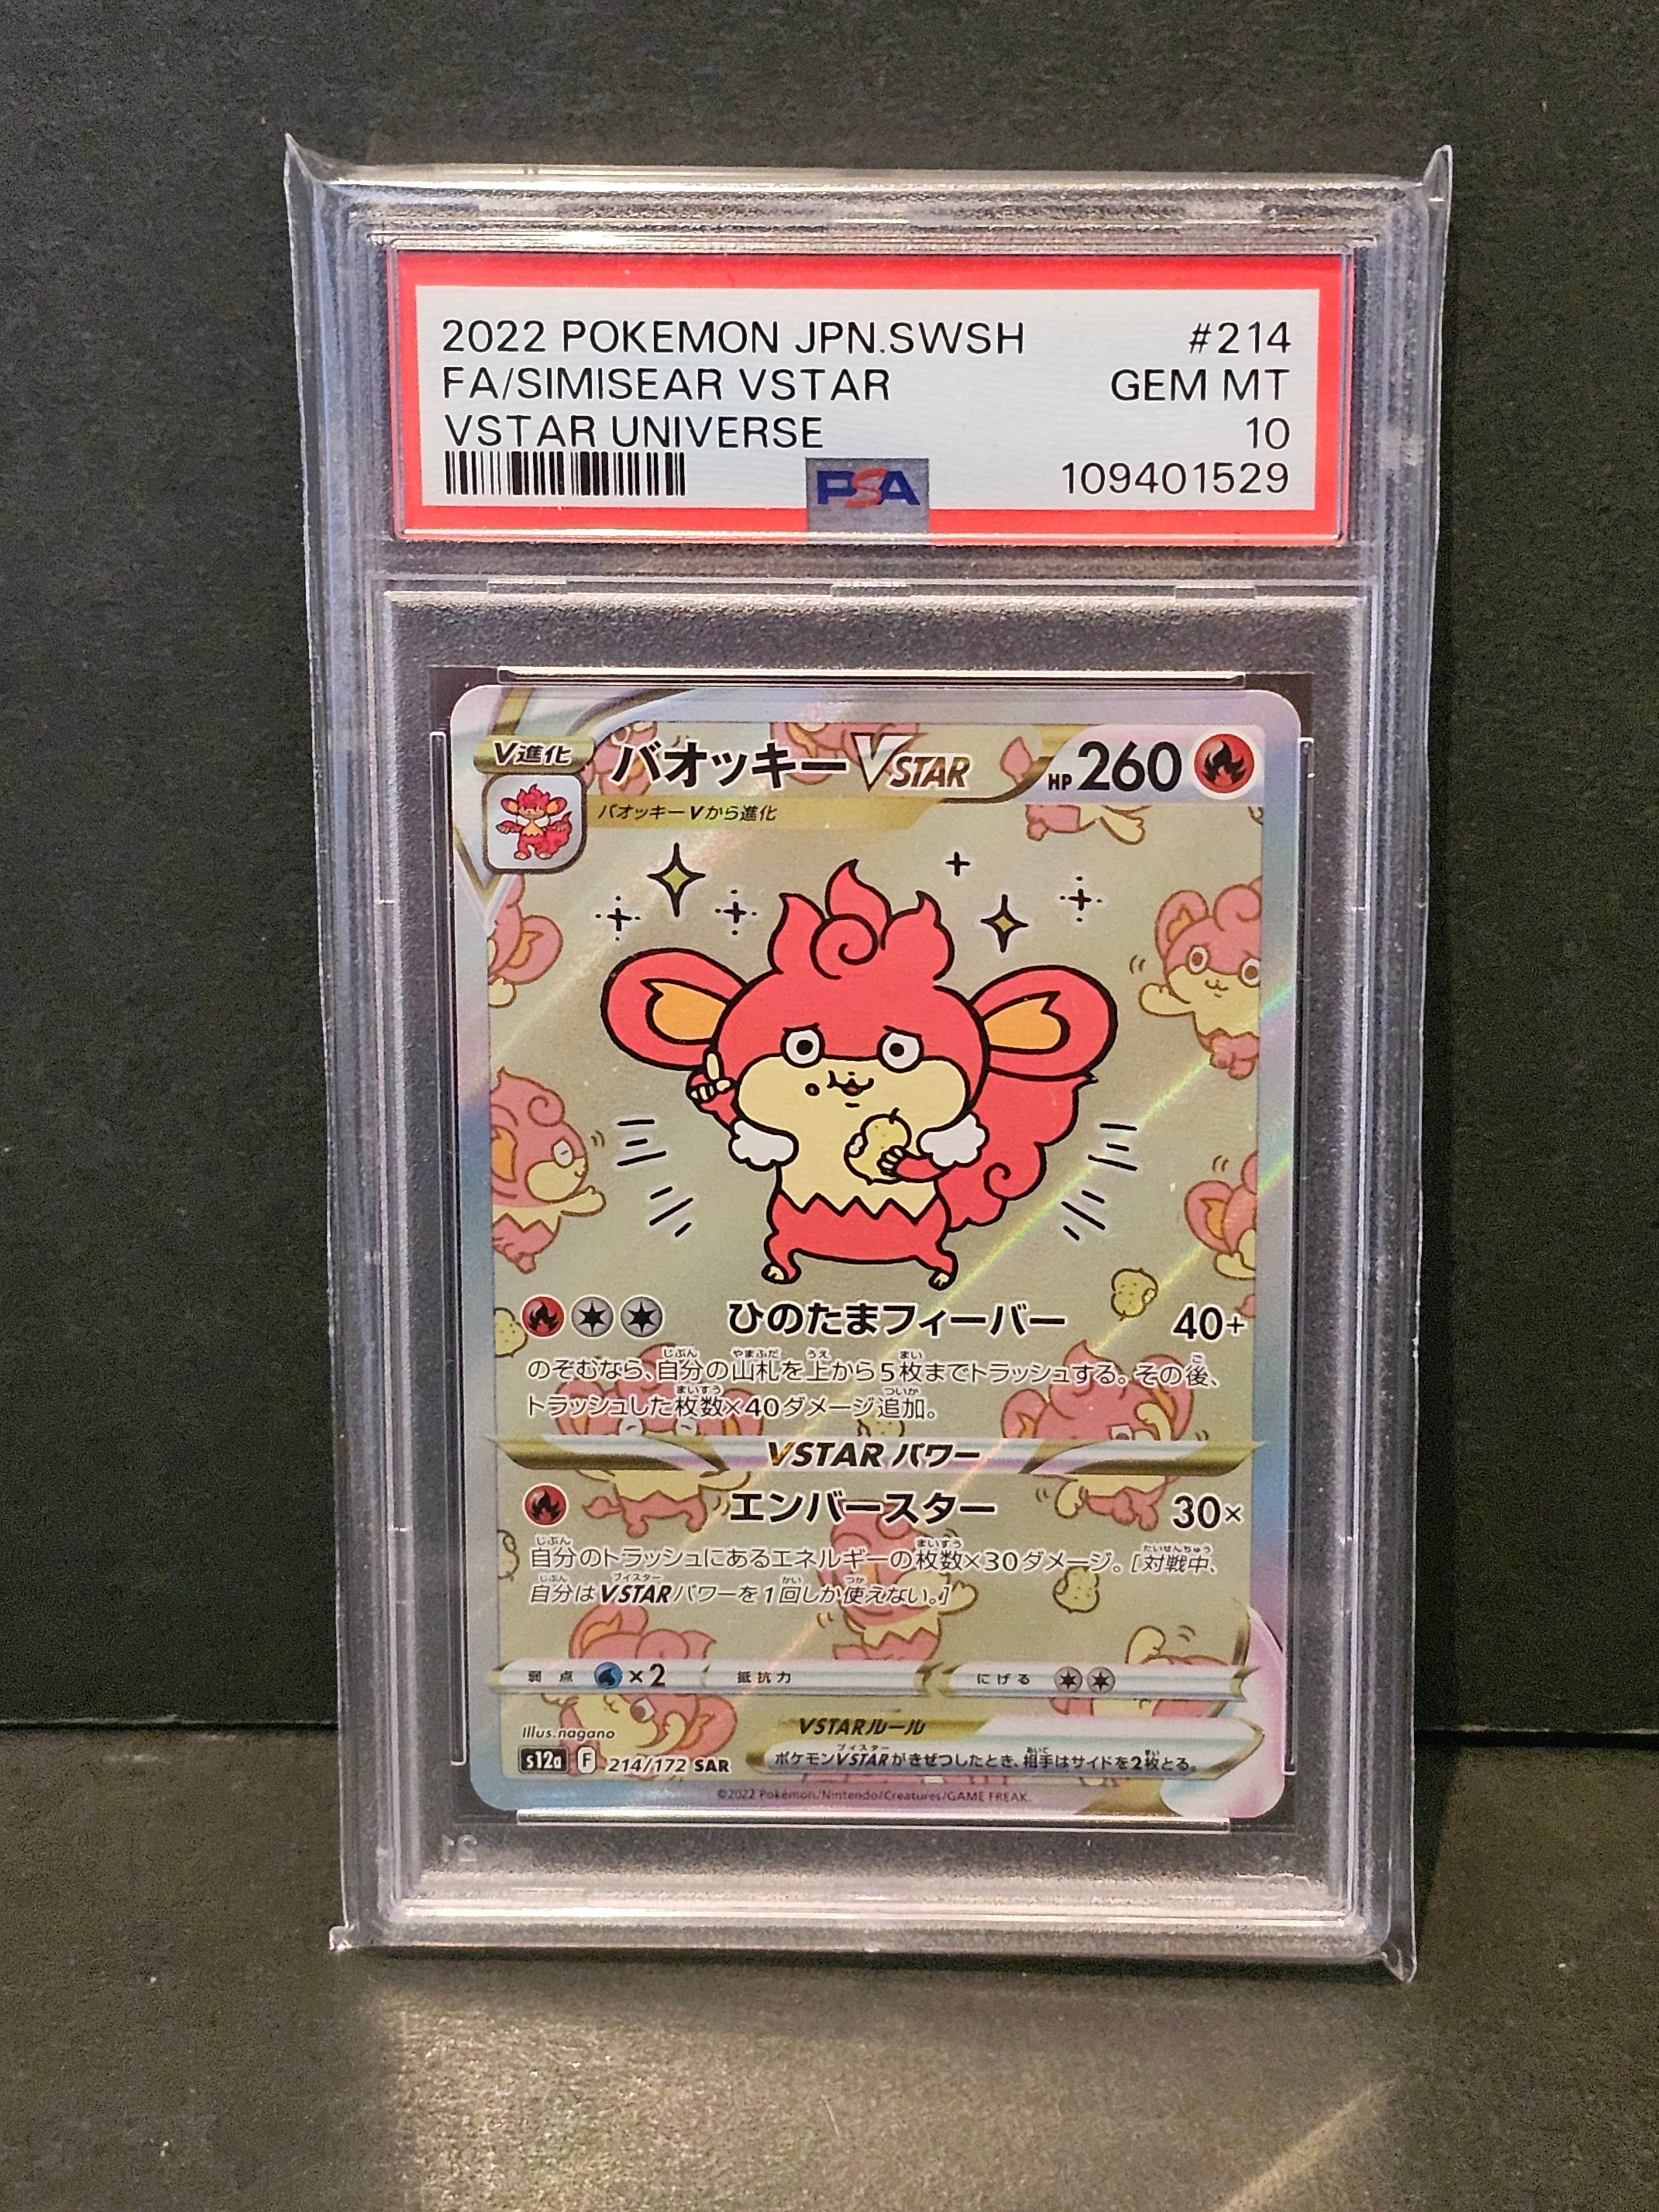 2022 POKEMON JPN.SWSH #214
FA/SIMISEAR VSTAR GEM MT
VSTAR UNIVERSE 10
PSA 109401529
V進化 バオッキーVSTAR HP 260
バオッキーVから進化
ひのたまフィーバー 40+
のぞむなら、自分の山札を上から5枚までトラッシュする。その後、
トラッシュした枚数×40ダメージ追加。
VSTARパワー
エンバースター 30×
自分のトラッシュにあるエネルギーの枚数×30ダメージ。[対戦中、
自分はVSTARパワーを1回しか使えない。]
弱点 ×2 抵抗力 にげる
Illus.nagano
VSTARルール
s12a F 214/172 SAR
ポケモンVSTARがきぜつしたとき、相手はサイドを2枚とる。
©2022 Pokémon/Nintendo/Creatures/GAME FREAK.